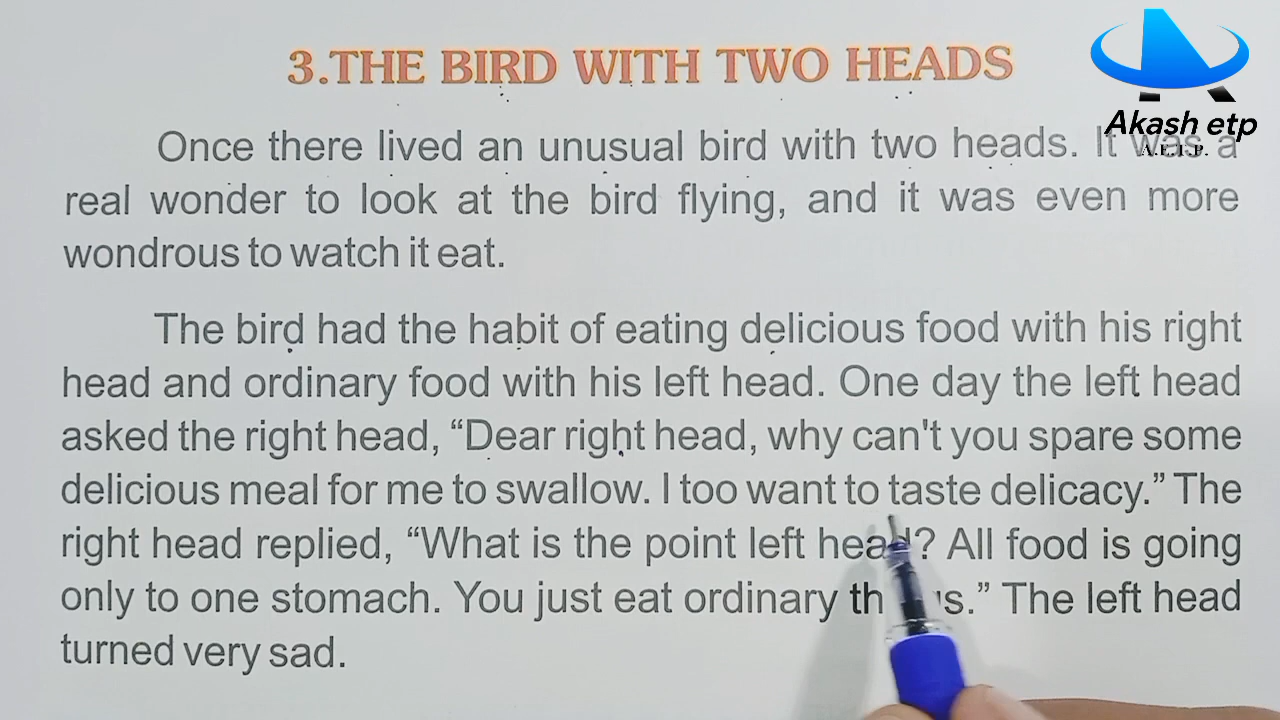 3.THE BIRD WITH TWO HEADS
Akash etp
A.E.T.P.
Once there lived an unusual bird with two heads. It was a
real wonder to look at the bird flying, and it was even more
wondrous to watch it eat.
The bird had the habit of eating delicious food with his right
head and ordinary food with his left head. One day the left head
asked the right head, “Dear right head, why can't you spare some
delicious meal for me to swallow. I too want to taste delicacy.” The
right head replied, “What is the point left head? All food is going
only to one stomach. You just eat ordinary things.” The left head
turned very sad.